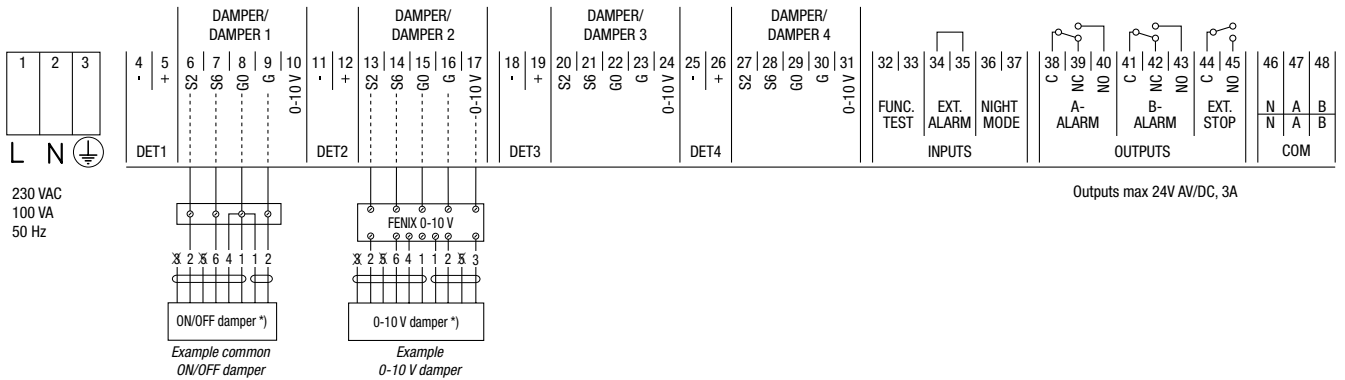 DAMPER/ DAMPER/ DAMPER/ DAMPER/
DAMPER 1 DAMPER 2 DAMPER 3 DAMPER 4
1 2 3
4 5 6 7 8 9 10 11 12 13 14 15 16 17 18 19 20 21 22 23 24 25 26 27 28 29 30 31 32 33 34 35 36 37 38 39 40 41 42 43 44 45 46 47 48
- + S2 S6 G0 G 0-10 V - + S2 S6 G0 G 0-10 V - + S2 S6 G0 G 0-10 V - + S2 S6 G0 G 0-10 V
C NC NO C NC NO C NO
FUNC. EXT. NIGHT A- B- EXT. N A B
TEST ALARM MODE ALARM ALARM STOP N A B
L N
DET1 DET2 DET3 DET4 INPUTS OUTPUTS COM
230 VAC
100 VA
50 Hz
Outputs max 24V AV/DC, 3A
FENIX 0-10 V
3 2 5 6 4 1 1 2
3 2 5 6 4 1 1 2 5 3
ON/OFF damper *)
0-10 V damper *)
Example common
ON/OFF damper
Example
0-10 V damper